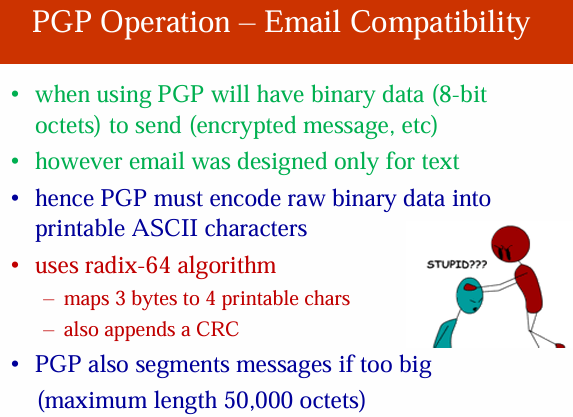 PGP Operation – Email Compatibility
• when using PGP will have binary data (8-bit
octets) to send (encrypted message, etc)
• however email was designed only for text
• hence PGP must encode raw binary data into
printable ASCII characters
• uses radix-64 algorithm
– maps 3 bytes to 4 printable chars
– also appends a CRC
STUPID???
• PGP also segments messages if too big
(maximum length 50,000 octets)